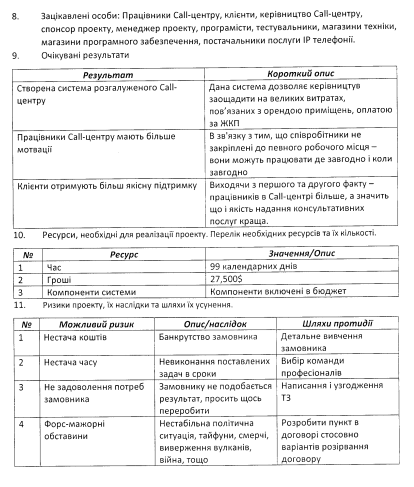 8. Зацікавлені особи: Працівники Call-центру, клієнти, керівництво Call-центру,
спонсор проекту, менеджер проекту, програмісти, тестувальники, магазини техніки,
магазини програмного забезпечення, постачальники послуги IP телефонії.
9. Очікувані результати
Результат Короткий опис
Створена система розгалуженого Call-
центру
Дана система дозволяє керівництув
заощадити на великих витратах,
пов'язаних з орендою приміщень, оплатою
за ЖКП
Працівники Call-центру мають більше
мотвації
В зв'язку з тим, що співробітники не
закріплені до певного робочого місця –
вони можуть працювати де завгодно і коли
завгодно
Клієнти отримують більш якісну підтримку
Виходячи з першого та другого факту –
працівників в Call-центрі більше, а значить
що і якість надання консультативних
послуг краща.
10. Ресурси, необхідні для реалізації проекту. Перелік необхідних ресурсів та їх кількості.
№ Ресурс Значення/Опис
1 Час 99 календарних днів
2 Гроші 27,500$
3 Компоненти системи Компоненти включені в бюджет
11. Ризики проекту, їх наслідки та шляхи їх усунення.
№ Можливий ризик Опис/наслідок Шляхи протидії
1 Нестача коштів Банкрутство замовника Детальне вивчення
замовника
2 Нестача часу Невиконання поставлених
задач в сроки
Вибір команди
професіоналів
3 Не задоволення потреб
замовника
Замовнику не подобається
результат, просить щось
переробити
Написання і узгодження
ТЗ
4 Форс-мажорні
обставини
Нестабільна політична
ситуація, тайфуни, смерчі,
виверження вулканів,
війна, тощо
Розробити пункт в
договорі стосовно
варіантів розірвання
договору